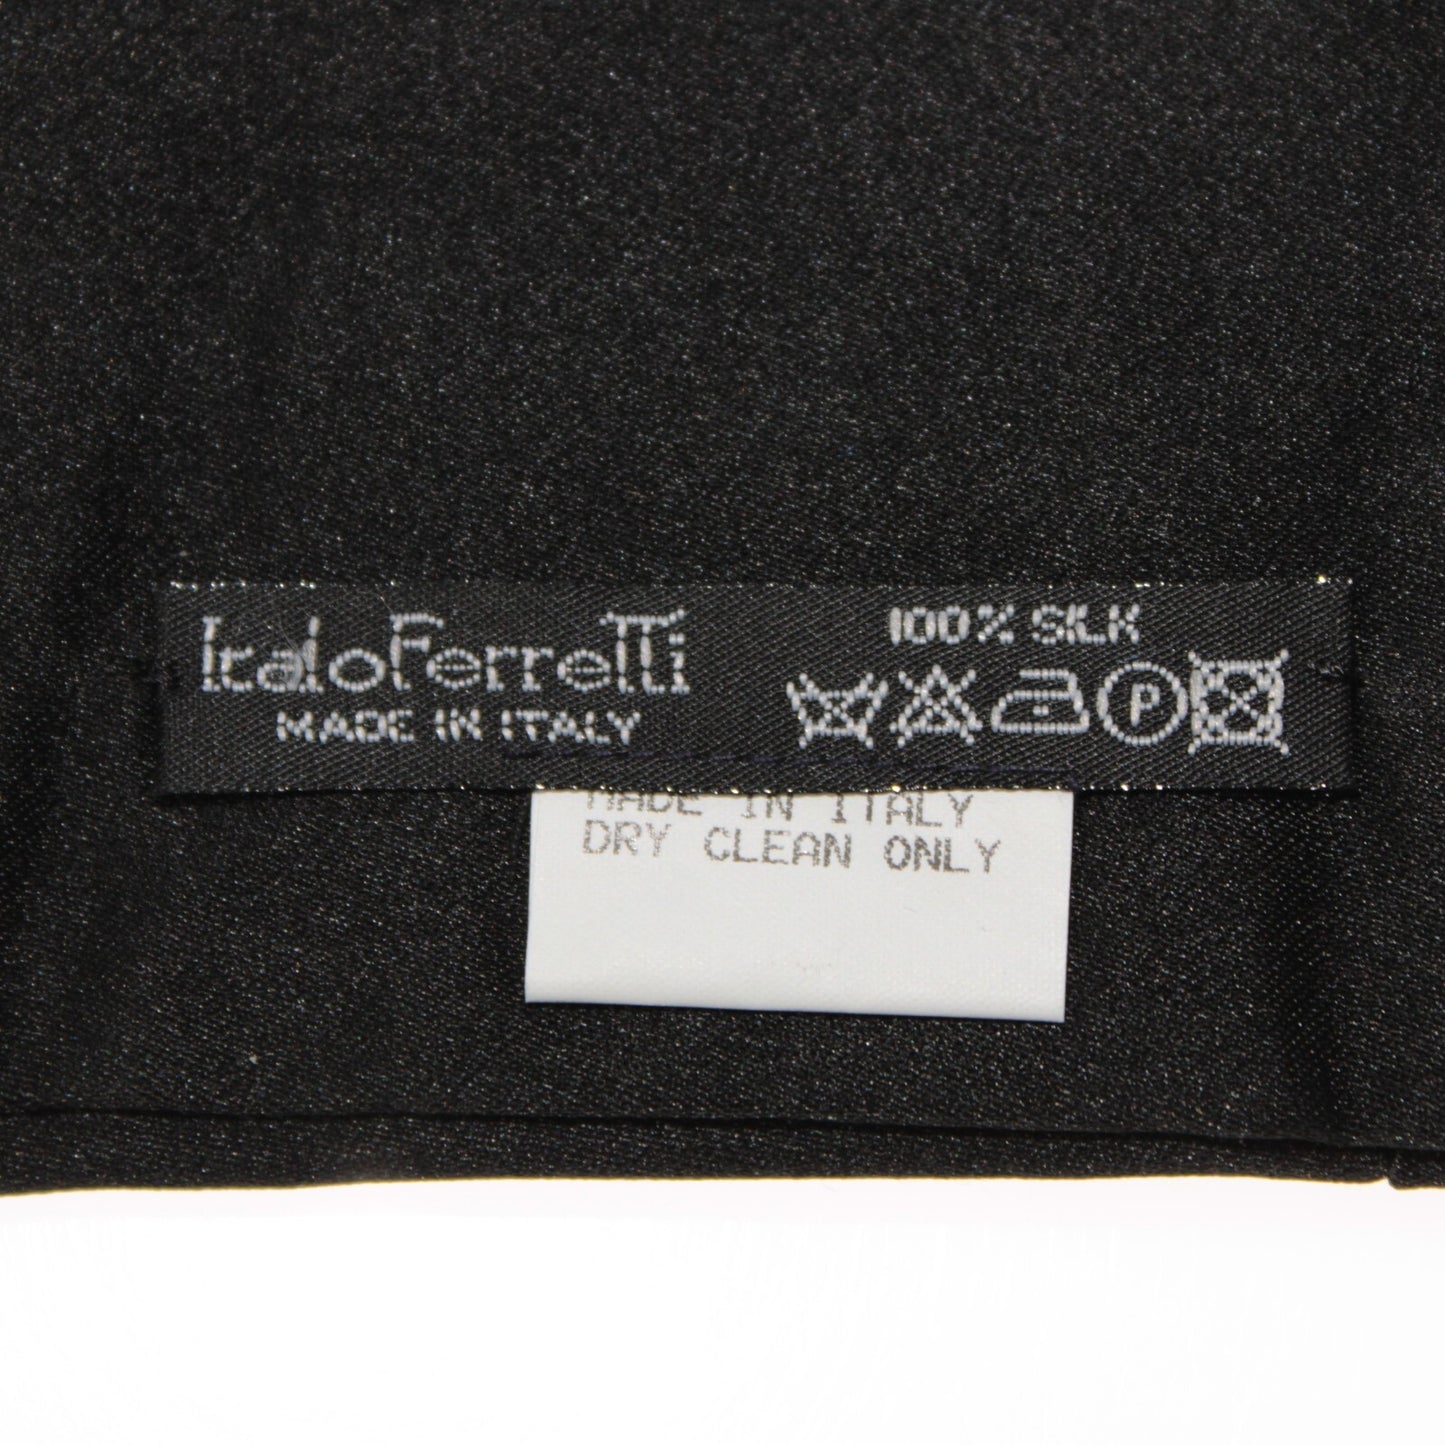 ItaloFerretti
MADE IN ITALY
100% SILK
P
MADE IN ITALY
DRY CLEAN ONLY